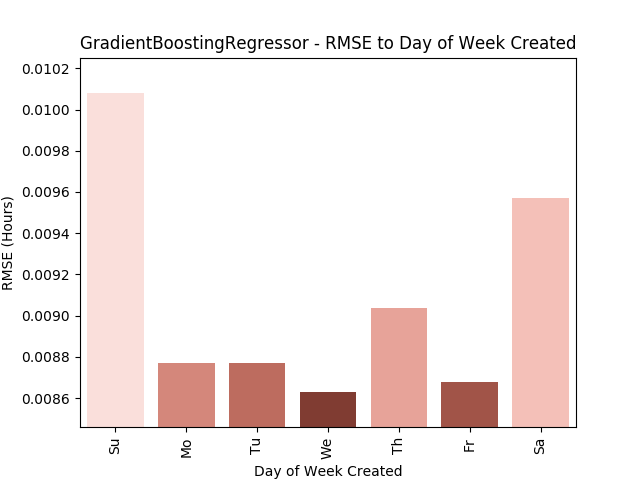 GradientBoostingRegressor - RMSE to Day of Week Created
0.0102
0.0100
0.0098
0.0096
0.0094
0.0092
0.0090
0.0088
0.0086
RMSE (Hours)
Su
Mo
Tu
We
Th
Fr
Sa
Day of Week Created